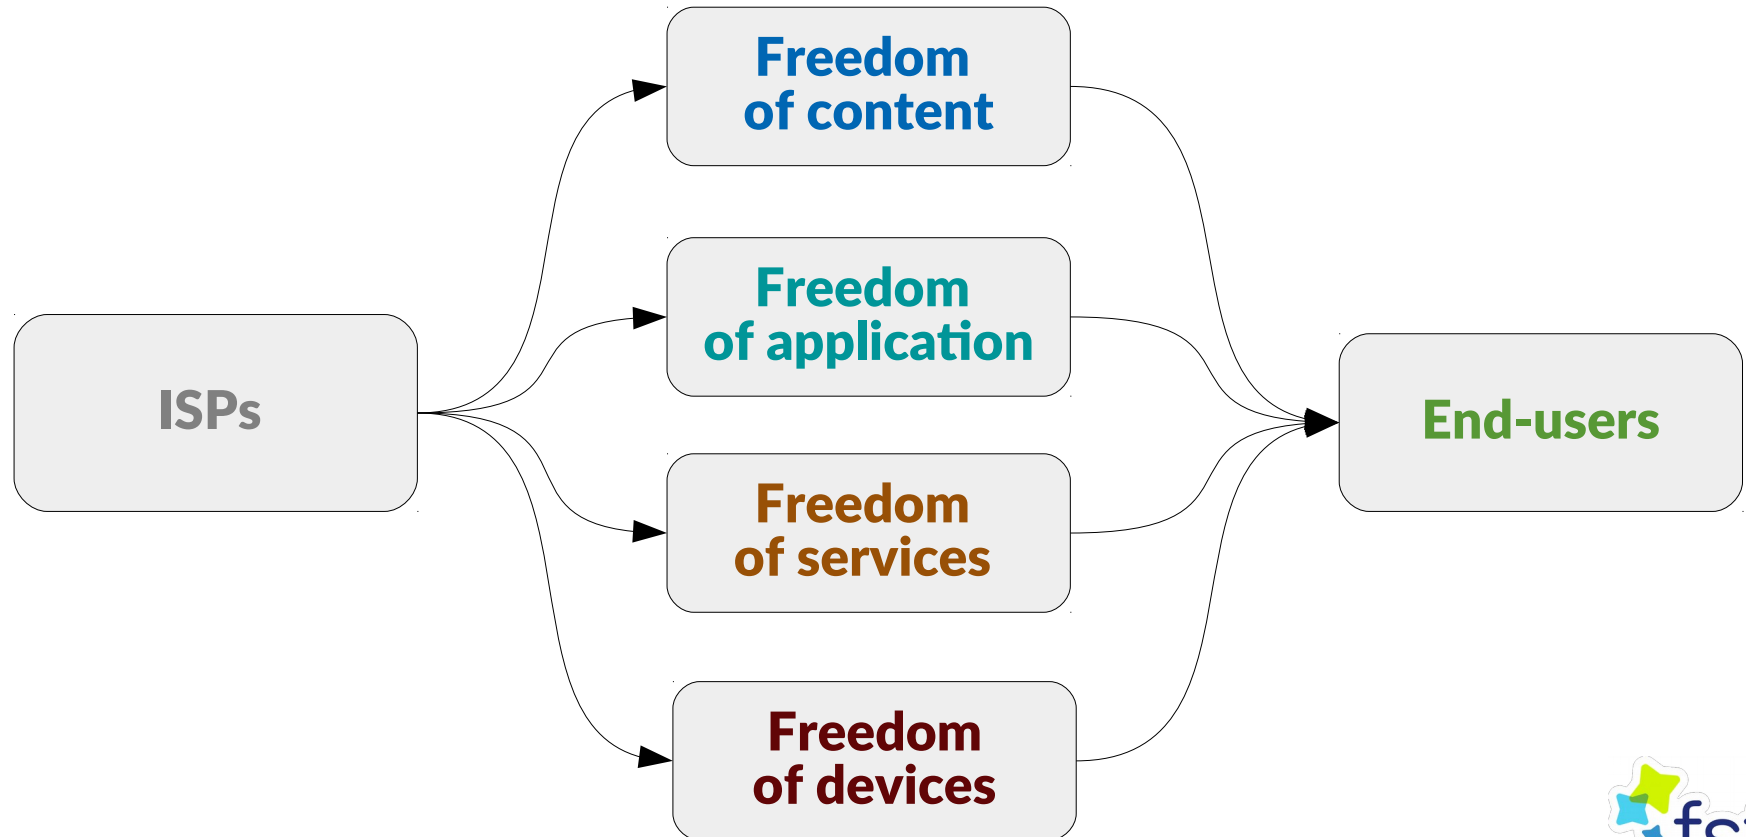 Freedom
of content
Freedom
of application
ISPs
End-users
Freedom
of services
Freedom
of devices